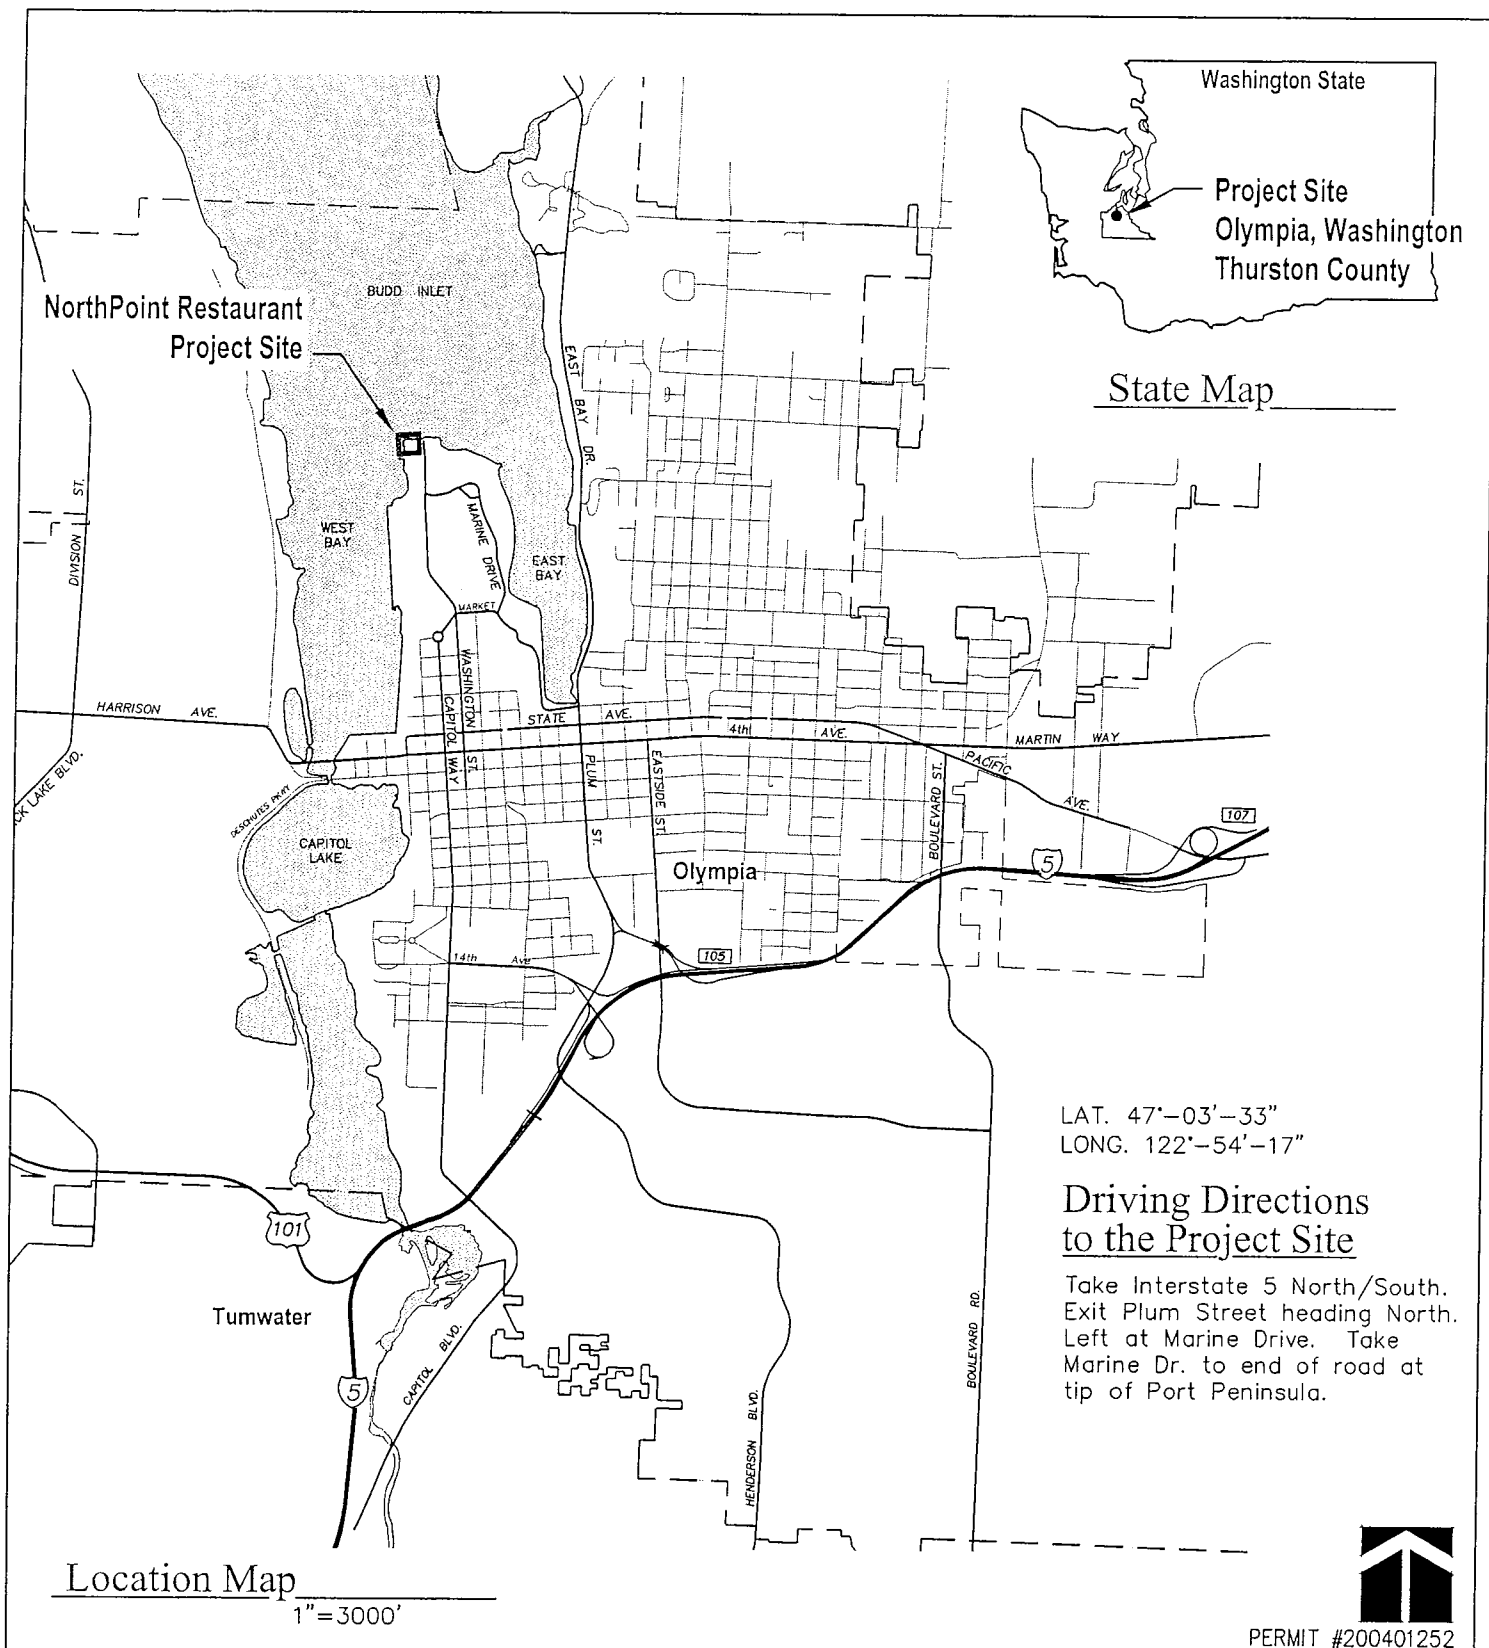 Washington State
Project Site
Olympia, Washington
Thurston County
State Map
BUDD INLET
NorthPoint Restaurant
Project Site
EAST BAY DR.
DIVISION ST.
WEST
BAY
MARINE DRIVE
EAST
BAY
MARKET
WASHINGTON ST.
CAPITOL WAY
HARRISON AVE.
STATE AVE.
4th AVE.
MARTIN WAY
PACIFIC AVE.
PLUM ST.
EASTSIDE ST.
BOULEVARD ST.
CK LAKE BLVD.
DESCHUTES PKWY
CAPITOL
LAKE
107
5
Olympia
105
14th Ave
LAT. 47°-03'-33"
LONG. 122°-54'-17"
Driving Directions
to the Project Site
Take Interstate 5 North/South.
Exit Plum Street heading North.
Left at Marine Drive. Take
Marine Dr. to end of road at
tip of Port Peninsula.
101
Tumwater
5
CAPITOL BLVD.
HENDERSON BLVD.
BOULEVARD RD.
Location Map
1"=3000'
PERMIT #200401252